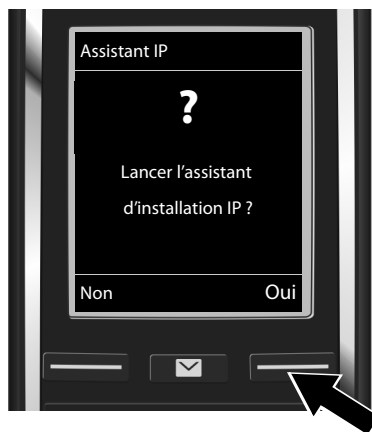 Assistant IP
?
Lancer l’assistant
d’installation IP ?
Non Oui